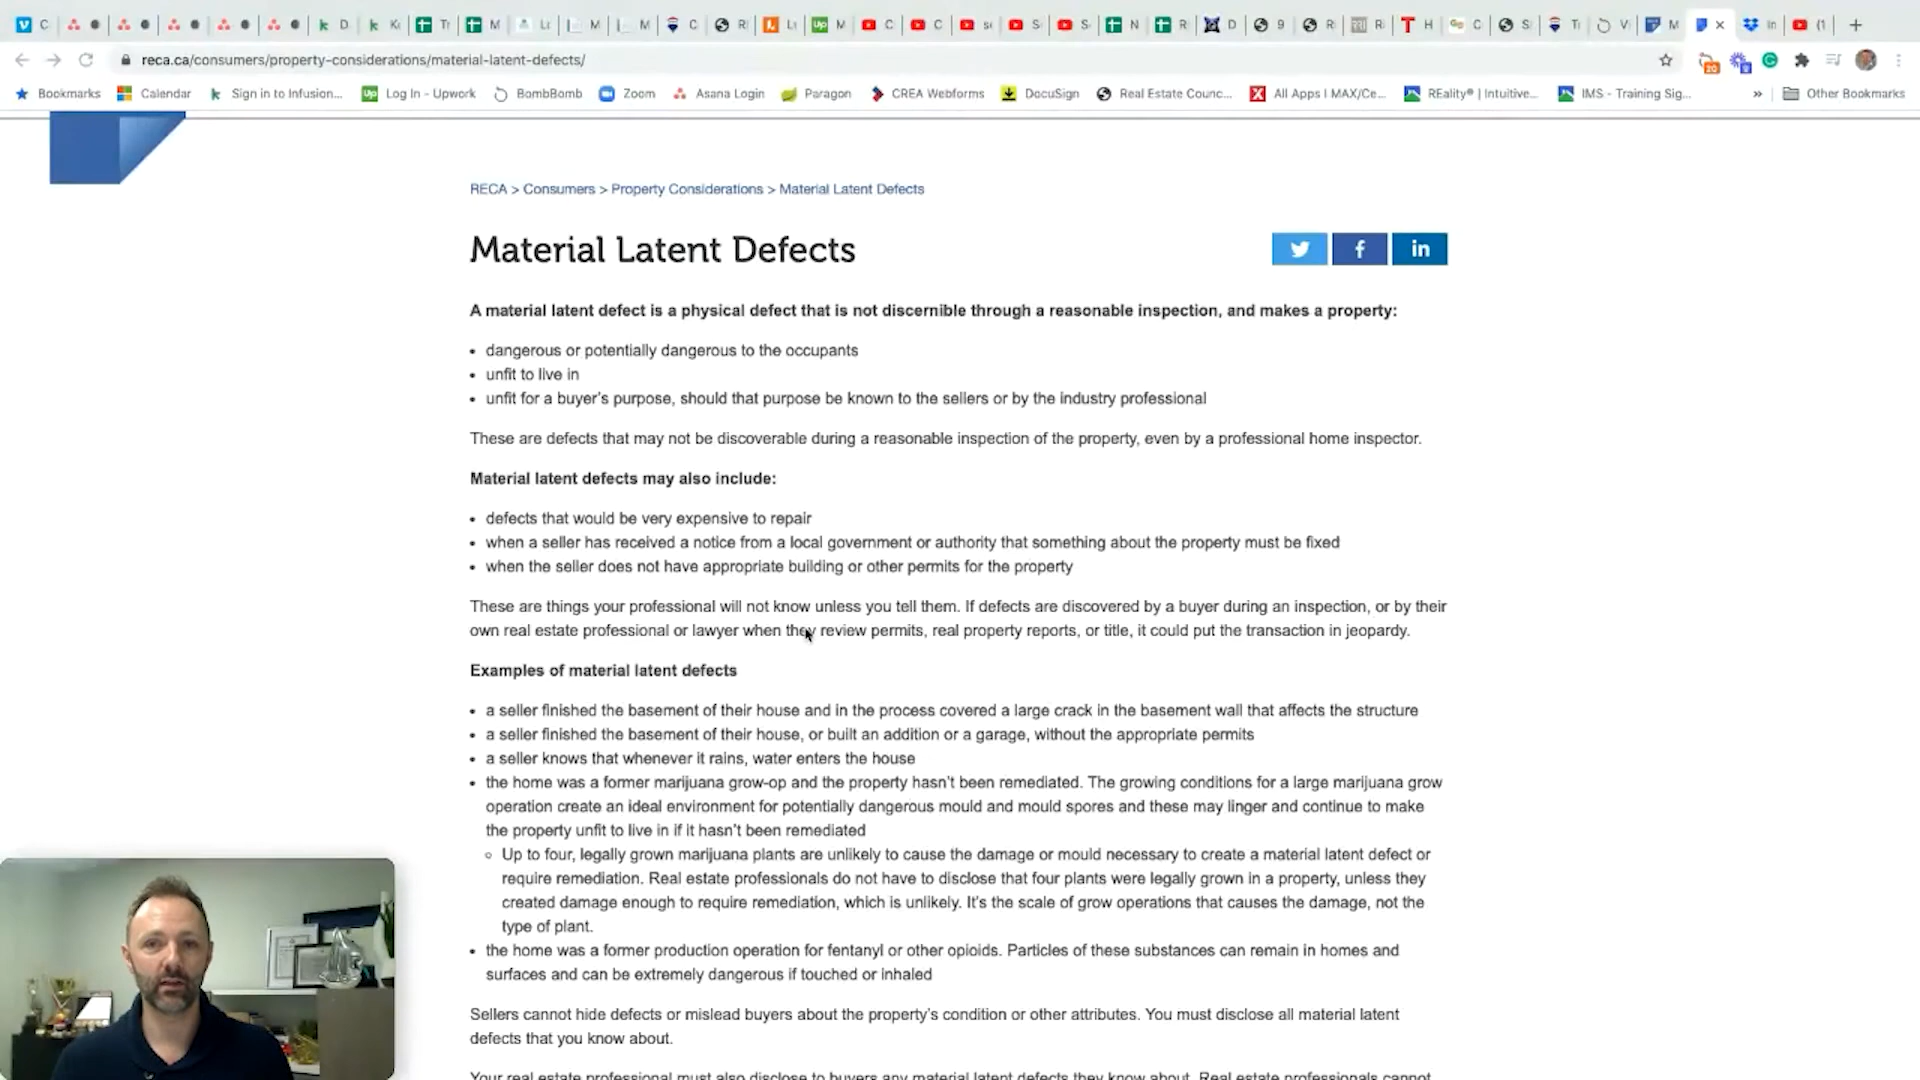 reca.ca/consumers/property-considerations/material-latent-defects/
Bookmarks Calendar Sign in to Infusion... Log In - Upwork BombBomb Zoom Asana Login Paragon CREA Webforms DocuSign Real Estate Counc... All Apps | MAX/Ce... REality® | Intuitive... IMS - Training Sig... » Other Bookmarks
RECA > Consumers > Property Considerations > Material Latent Defects
Material Latent Defects
A material latent defect is a physical defect that is not discernible through a reasonable inspection, and makes a property:
• dangerous or potentially dangerous to the occupants
• unfit to live in
• unfit for a buyer's purpose, should that purpose be known to the sellers or by the industry professional
These are defects that may not be discoverable during a reasonable inspection of the property, even by a professional home inspector.
Material latent defects may also include:
• defects that would be very expensive to repair
• when a seller has received a notice from a local government or authority that something about the property must be fixed
• when the seller does not have appropriate building or other permits for the property
These are things your professional will not know unless you tell them. If defects are discovered by a buyer during an inspection, or by their
own real estate professional or lawyer when they review permits, real property reports, or title, it could put the transaction in jeopardy.
Examples of material latent defects
• a seller finished the basement of their house and in the process covered a large crack in the basement wall that affects the structure
• a seller finished the basement of their house, or built an addition or a garage, without the appropriate permits
• a seller knows that whenever it rains, water enters the house
• the home was a former marijuana grow-op and the property hasn't been remediated. The growing conditions for a large marijuana grow
operation create an ideal environment for potentially dangerous mould and mould spores and these may linger and continue to make
the property unfit to live in if it hasn't been remediated
◦ Up to four, legally grown marijuana plants are unlikely to cause the damage or mould necessary to create a material latent defect or
require remediation. Real estate professionals do not have to disclose that four plants were legally grown in a property, unless they
created damage enough to require remediation, which is unlikely. It's the scale of grow operations that causes the damage, not the
type of plant.
• the home was a former production operation for fentanyl or other opioids. Particles of these substances can remain in homes and
surfaces and can be extremely dangerous if touched or inhaled
Sellers cannot hide defects or mislead buyers about the property's condition or other attributes. You must disclose all material latent
defects that you know about.
Your real estate professional must also disclose to buyers any material latent defects they know about. Real estate professionals cannot